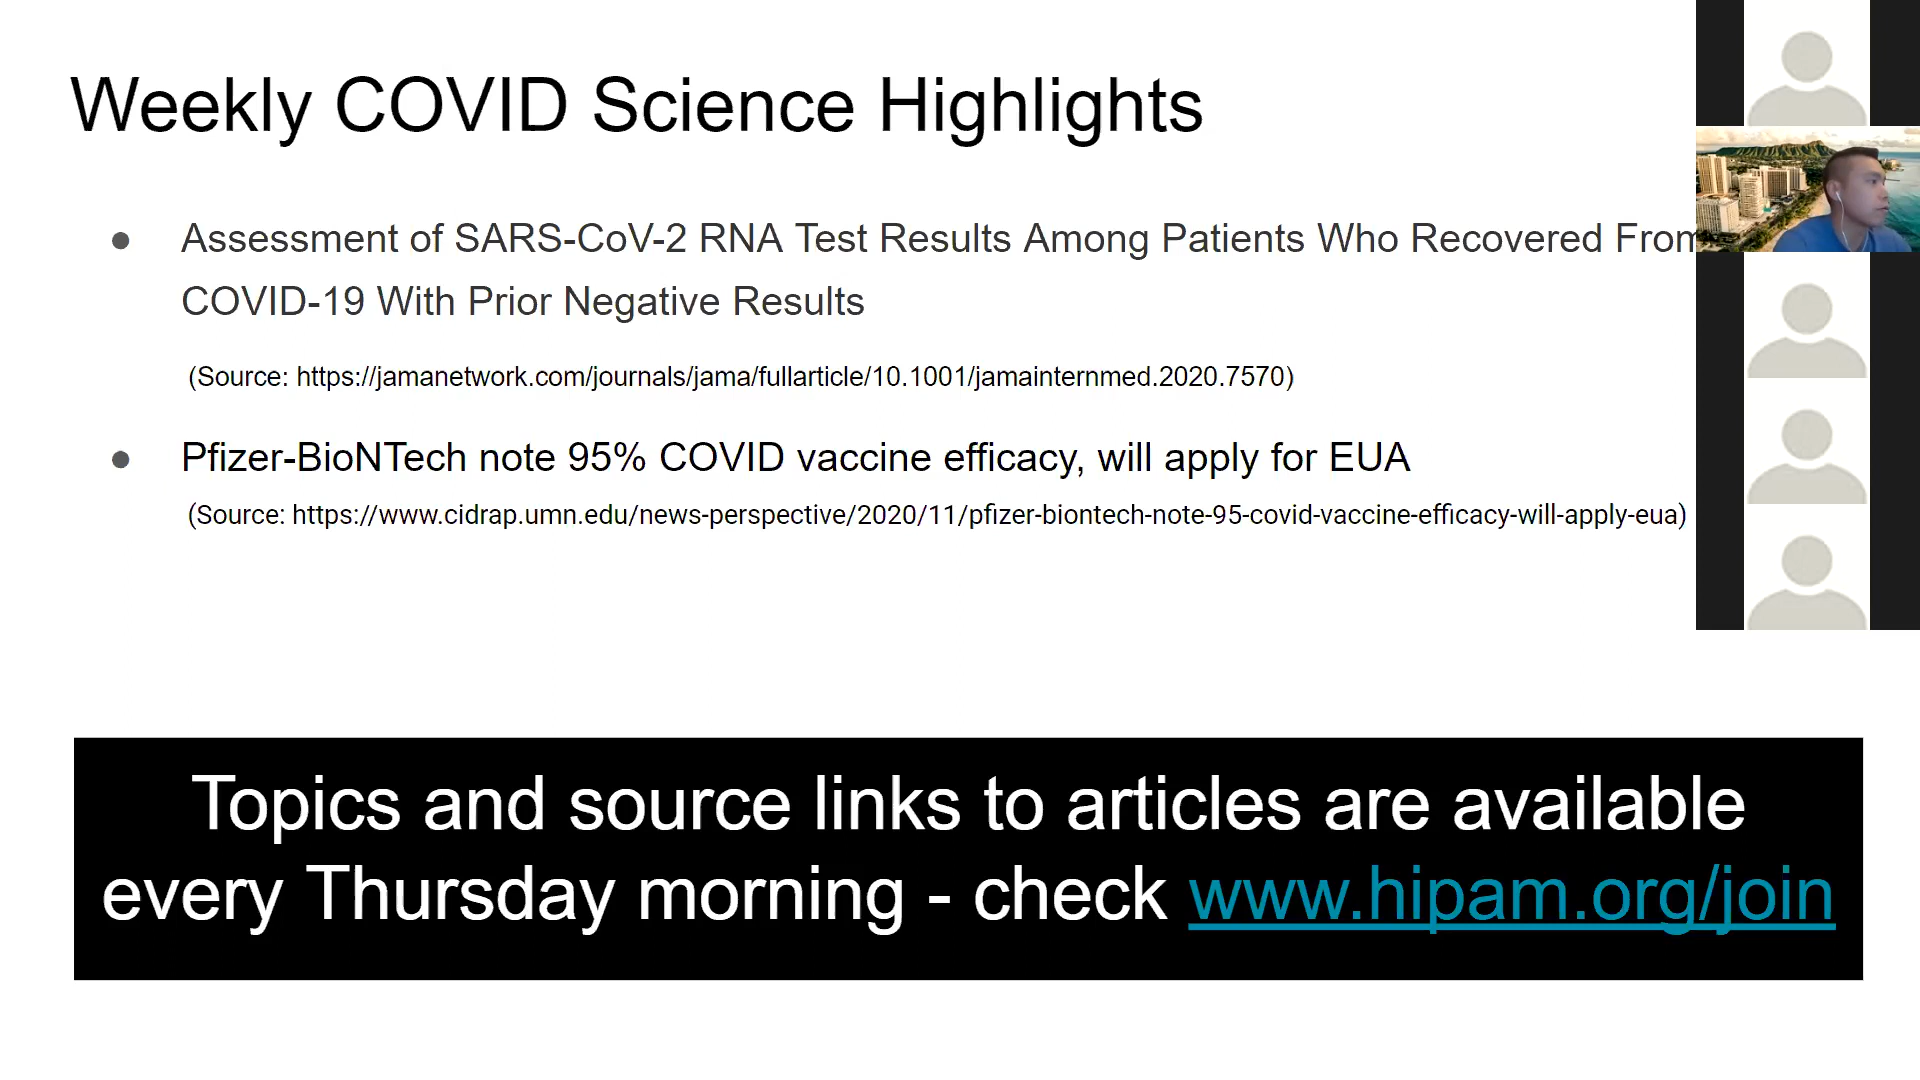 Weekly COVID Science Highlights
● Assessment of SARS-CoV-2 RNA Test Results Among Patients Who Recovered From
COVID-19 With Prior Negative Results
(Source: https://jamanetwork.com/journals/jama/fullarticle/10.1001/jamainternmed.2020.7570)
● Pfizer-BioNTech note 95% COVID vaccine efficacy, will apply for EUA
(Source: https://www.cidrap.umn.edu/news-perspective/2020/11/pfizer-biontech-note-95-covid-vaccine-efficacy-will-apply-eua)
Topics and source links to articles are available
every Thursday morning - check www.hipam.org/join